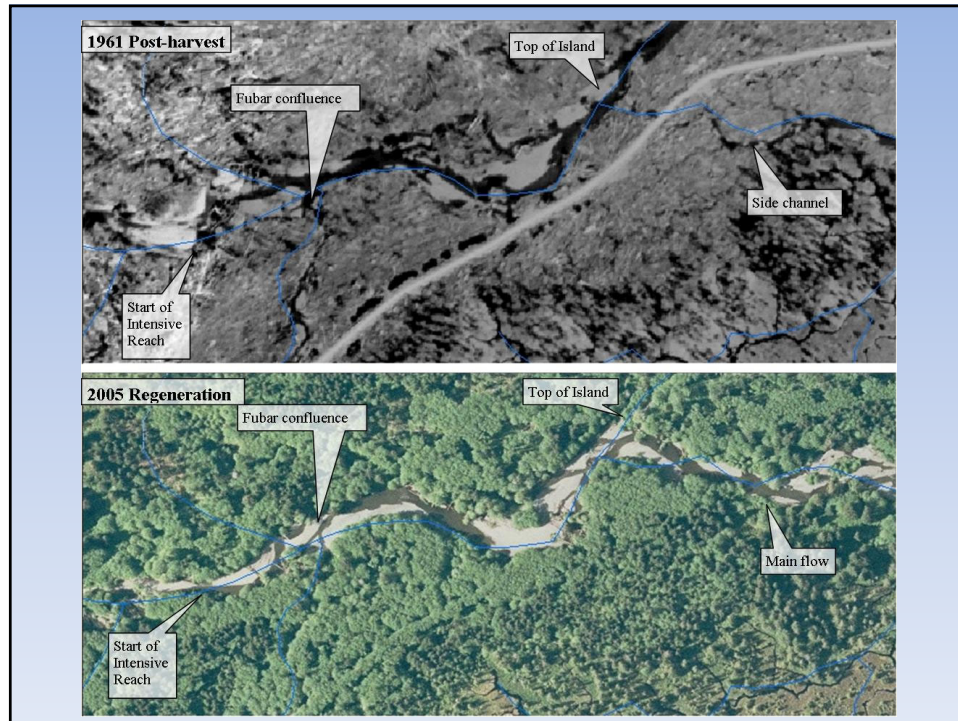 1961 Post-harvest
Top of Island
Fubar confluence
Side channel
Start of
Intensive
Reach
2005 Regeneration
Top of Island
Fubar confluence
Main flow
Start of
Intensive
Reach